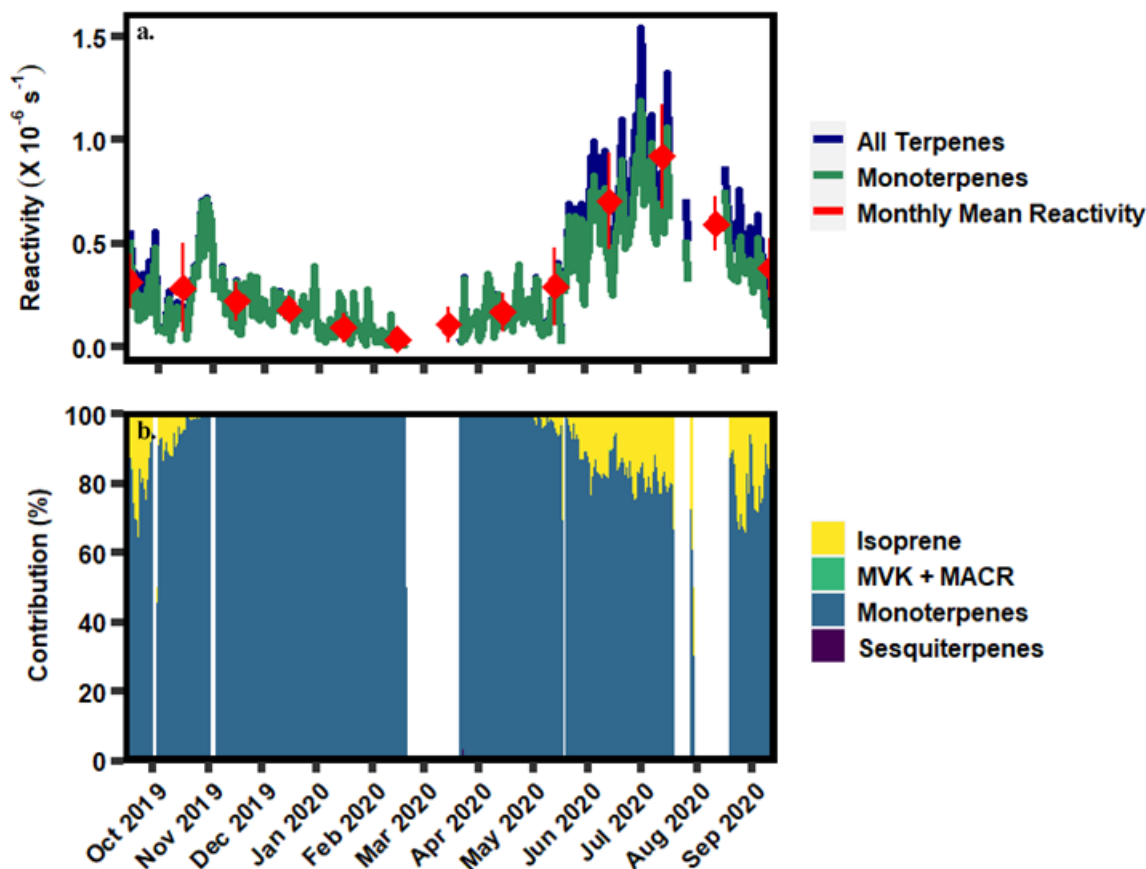 a.
Reactivity (X 10⁻⁶ s⁻¹)
1.5
1.0
0.5
0.0
All Terpenes
Monoterpenes
Monthly Mean Reactivity
b.
Contribution (%)
100
80
60
40
20
0
Isoprene
MVK + MACR
Monoterpenes
Sesquiterpenes
Oct 2019
Nov 2019
Dec 2019
Jan 2020
Feb 2020
Mar 2020
Apr 2020
May 2020
Jun 2020
Jul 2020
Aug 2020
Sep 2020